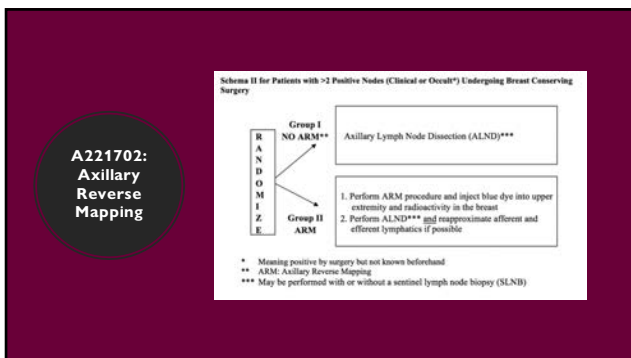 A221702:
Axillary
Reverse
Mapping
Schema II for Patients with >2 Positive Nodes (Clinical or Occult*) Undergoing Breast Conserving
Surgery
R
A
N
D
O
M
I
Z
E
Group I
NO ARM**
Axillary Lymph Node Dissection (ALND)***
Group II
ARM
1. Perform ARM procedure and inject blue dye into upper
extremity and radioactivity in the breast
2. Perform ALND*** and reapproximate afferent and
efferent lymphatics if possible
* Meaning positive by surgery but not known beforehand
** ARM: Axillary Reverse Mapping
*** May be performed with or without a sentinel lymph node biopsy (SLNB)